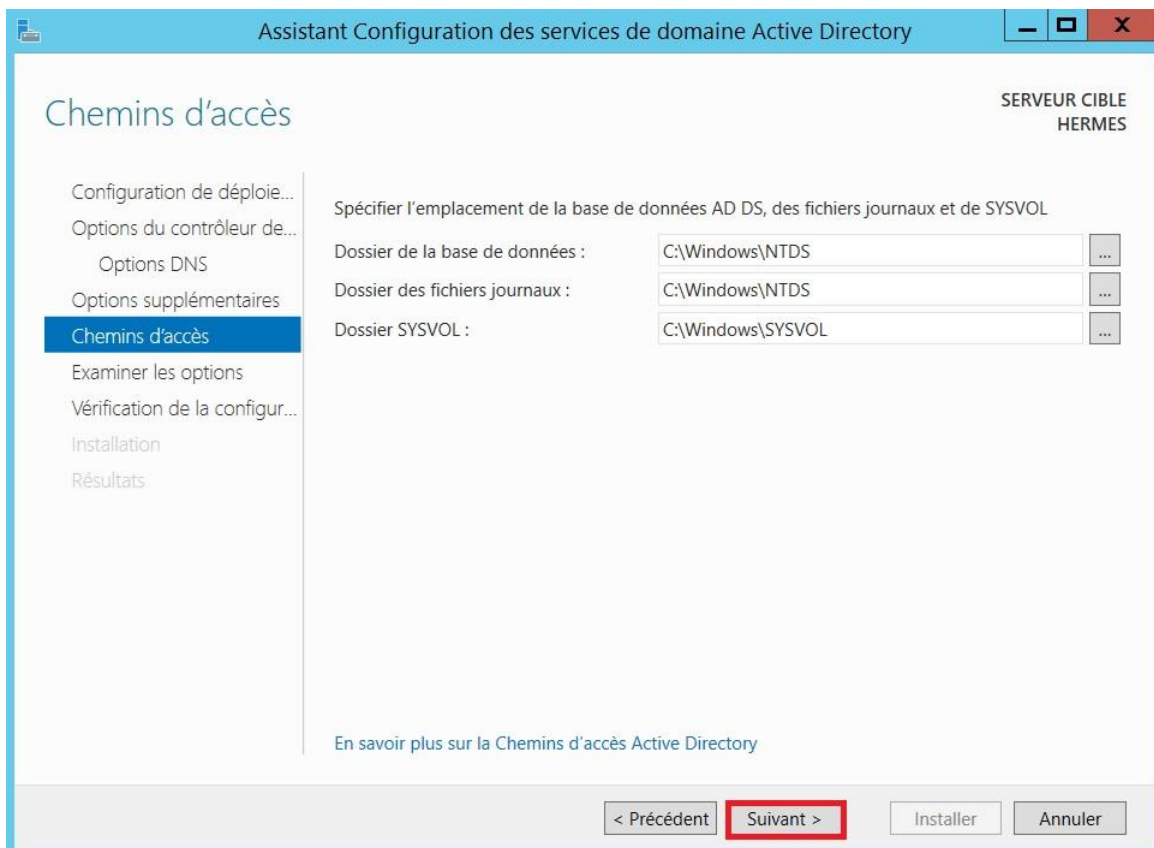 Assistant Configuration des services de domaine Active Directory
X
Chemins d'accès
SERVEUR CIBLE
HERMES
Configuration de déploie...
Options du contrôleur de...
Options DNS
Options supplémentaires
Chemins d'accès
Examiner les options
Vérification de la configur...
Installation
Résultats
Spécifier l'emplacement de la base de données AD DS, des fichiers journaux et de SYSVOL
Dossier de la base de données : C:\Windows\NTDS ...
Dossier des fichiers journaux : C:\Windows\NTDS ...
Dossier SYSVOL : C:\Windows\SYSVOL ...
En savoir plus sur la Chemins d'accès Active Directory
< Précédent Suivant > Installer Annuler